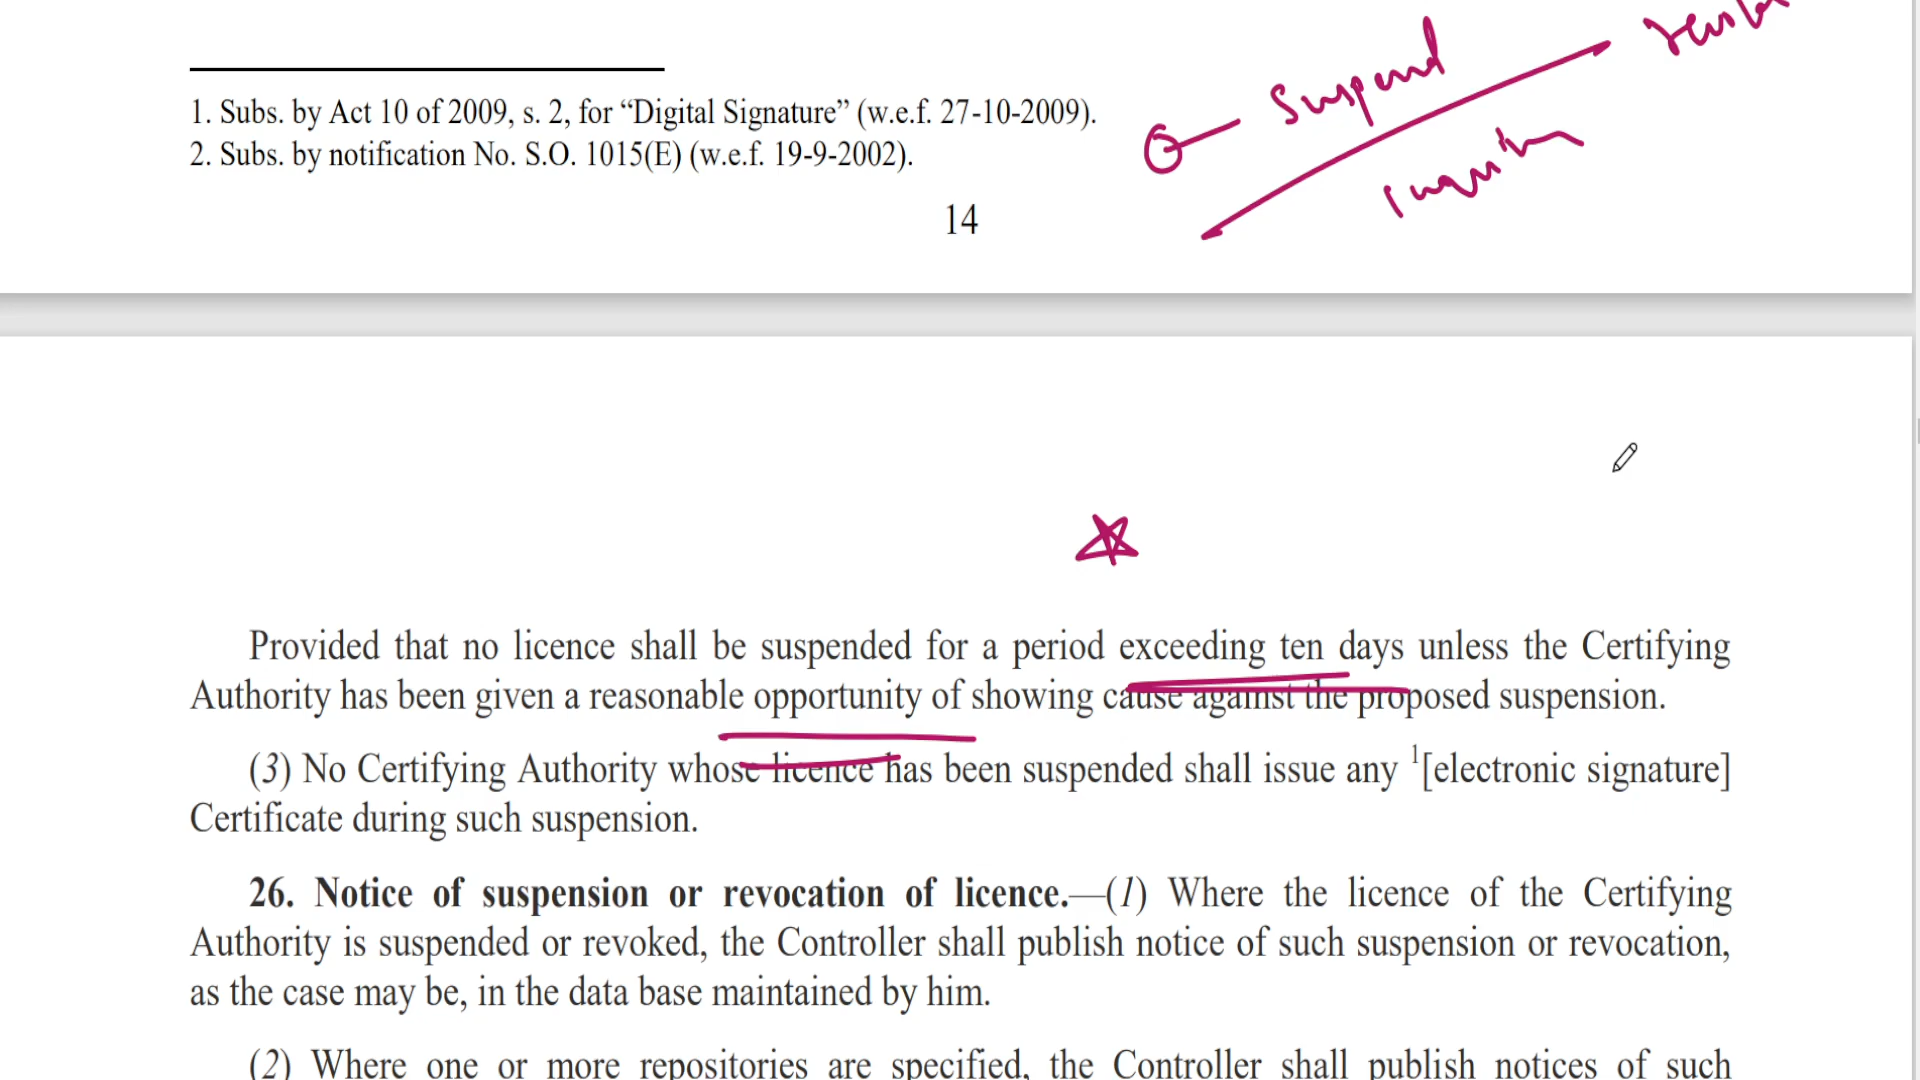 revo
Suspend
1. Subs. by Act 10 of 2009, s. 2, for “Digital Signature” (w.e.f. 27-10-2009).
2. Subs. by notification No. S.O. 1015(E) (w.e.f. 19-9-2002).
14
Provided that no licence shall be suspended for a period exceeding ten days unless the Certifying
Authority has been given a reasonable opportunity of showing cause against the proposed suspension.
(3) No Certifying Authority whose licence has been suspended shall issue any 1[electronic signature]
Certificate during such suspension.
26. Notice of suspension or revocation of licence.—(1) Where the licence of the Certifying
Authority is suspended or revoked, the Controller shall publish notice of such suspension or revocation,
as the case may be, in the data base maintained by him.
(2) Where one or more repositories are specified, the Controller shall publish notices of such